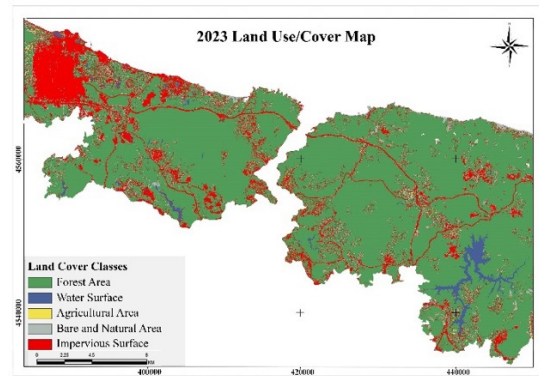 2023 Land Use/Cover Map
4560000
4540000
Land Cover Classes
Forest Area
Water Surface
Agricultural Area
Bare and Natural Area
Impervious Surface
400000
420000
440000